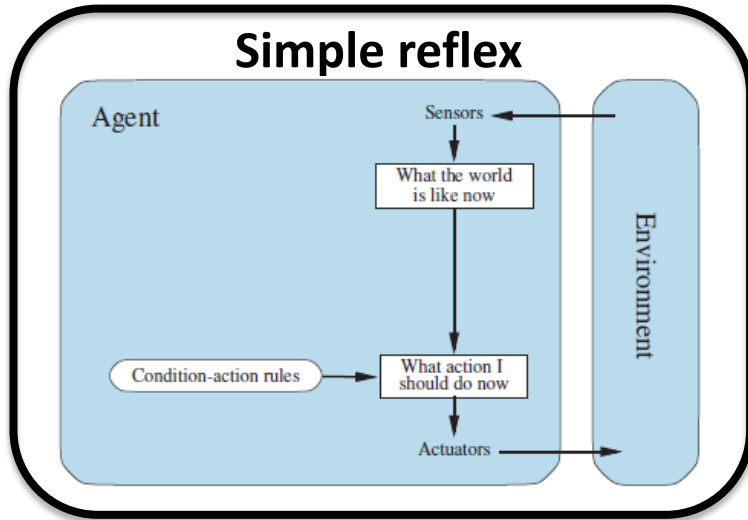 Simple reflex
Agent
Sensors
What the world
is like now
Environment
Condition-action rules
What action I
should do now
Actuators